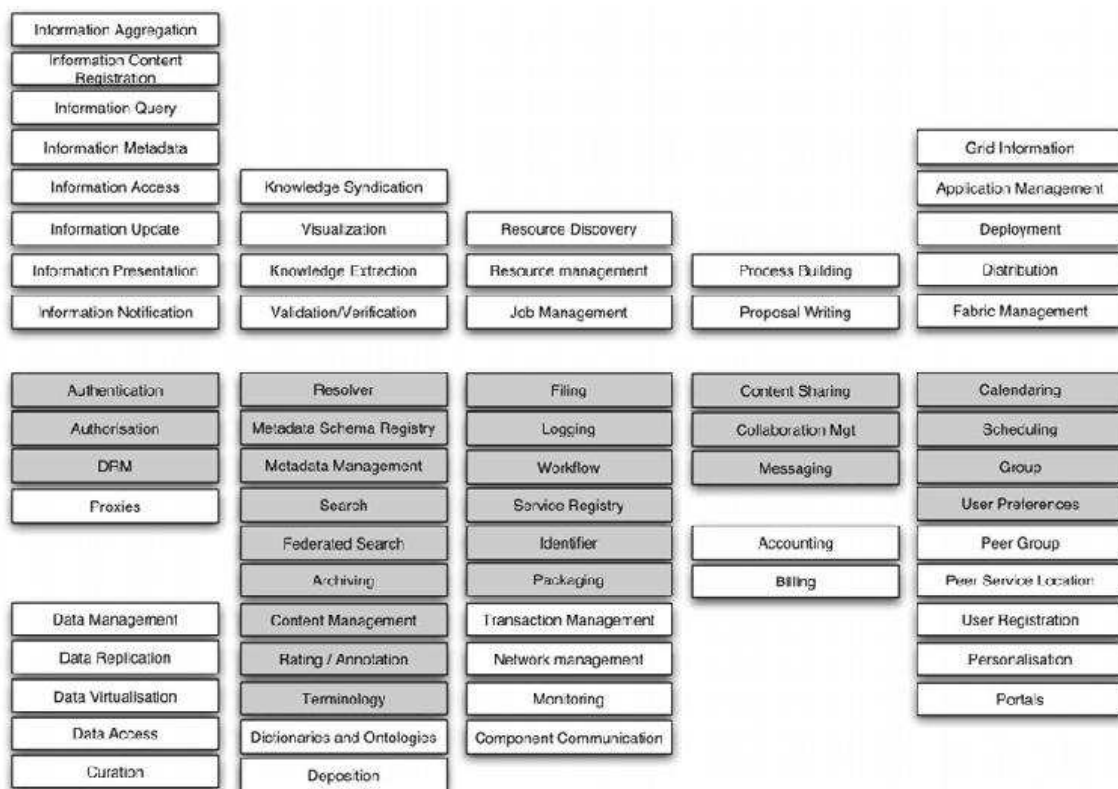 Information Aggregation
Information Content
Registration
Information Query
Information Metadata
Information Access
Information Update
Information Presentation
Information Notification
Knowledge Syndication
Visualization
Knowledge Extraction
Validation/Verification
Resource Discovery
Resource management
Job Management
Process Building
Proposal Writing
Grid Information
Application Management
Deployment
Distribution
Fabric Management
Authentication
Authorisation
DRM
Proxies
Data Management
Data Replication
Data Virtualisation
Data Access
Curation
Resolver
Metadata Schema Registry
Metadata Management
Search
Federated Search
Archiving
Content Management
Rating / Annotation
Terminology
Dictionaries and Ontologies
Deposition
Filing
Logging
Workflow
Service Registry
Identifier
Packaging
Transaction Management
Network management
Monitoring
Component Communication
Content Sharing
Collaboration Mgt
Messaging
Accounting
Billing
Calendaring
Scheduling
Group
User Preferences
Peer Group
Peer Service Location
User Registration
Personalisation
Portals